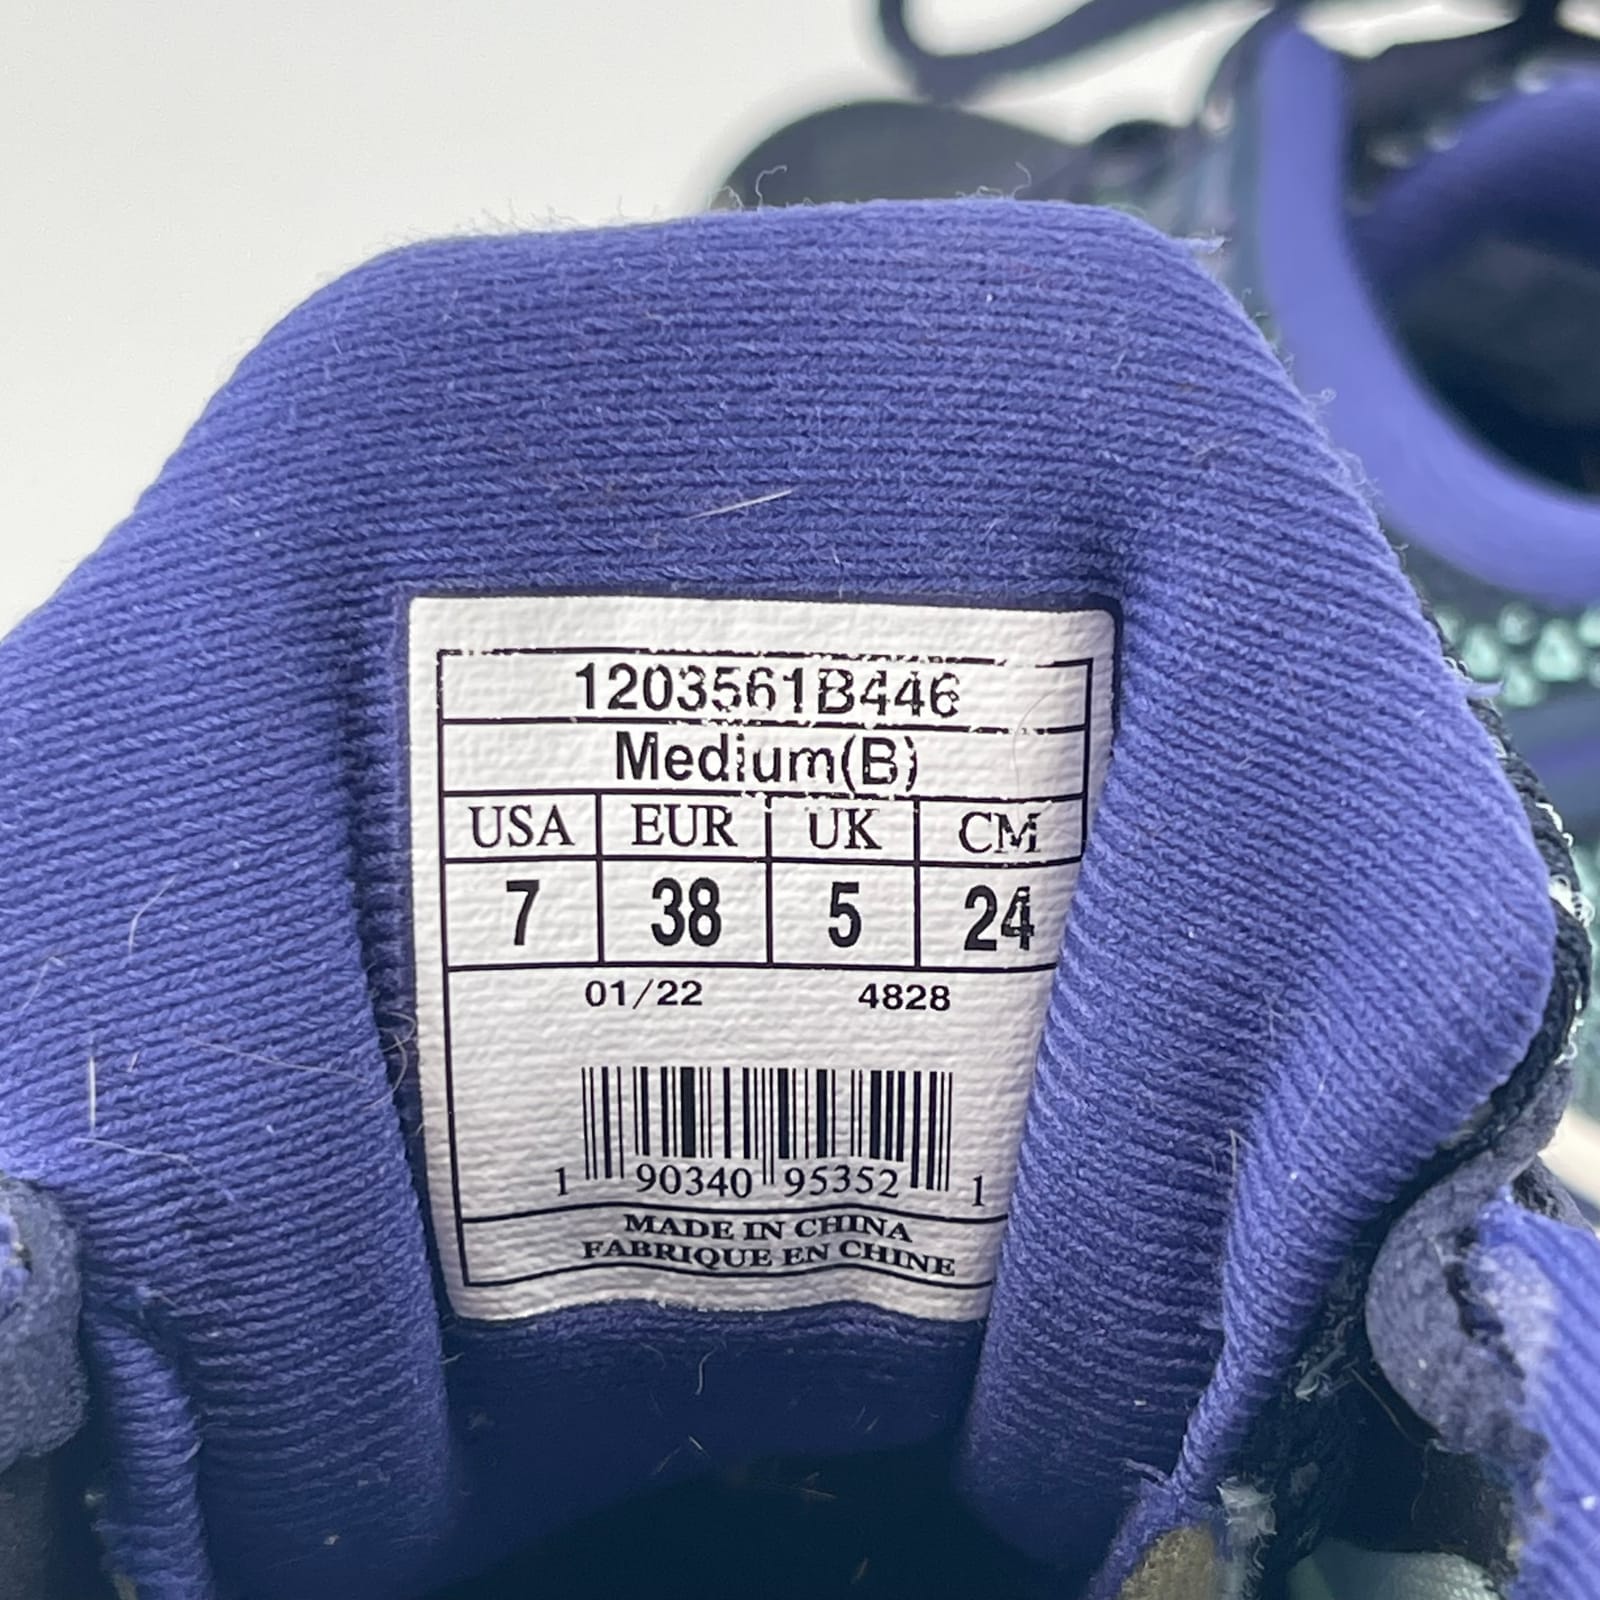 1203561B446
Medium(B)
USA EUR UK CM
7 38 5 24
01/22 4828
1 90340 95352 1
MADE IN CHINA
FABRIQUE EN CHINE